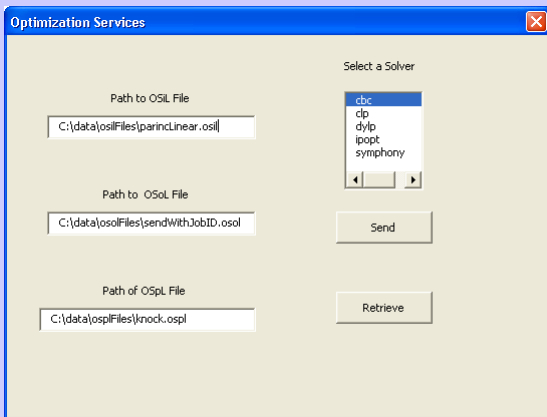 Optimization Services
Select a Solver
Path to OSiL File
C:\data\osilFiles\parincLinear.osil
cbc
clp
dylp
ipopt
symphony
Path to OSoL File
C:\data\osolFiles\sendWithJobID.osol
Send
Path of OSpL File
C:\data\osplFiles\knock.ospl
Retrieve